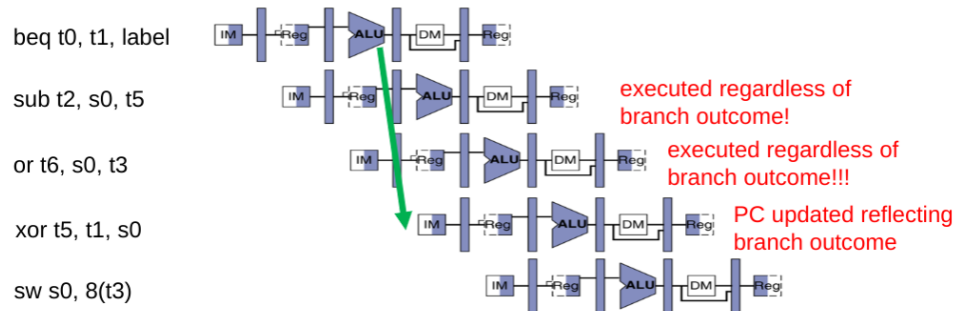 beq t0, t1, label
IM Reg ALU DM Reg
sub t2, s0, t5
IM Reg ALU DM Reg
executed regardless of
branch outcome!
or t6, s0, t3
IM Reg ALU DM Reg
executed regardless of
branch outcome!!!
xor t5, t1, s0
IM Reg ALU DM Reg
PC updated reflecting
branch outcome
sw s0, 8(t3)
IM Reg ALU DM Reg